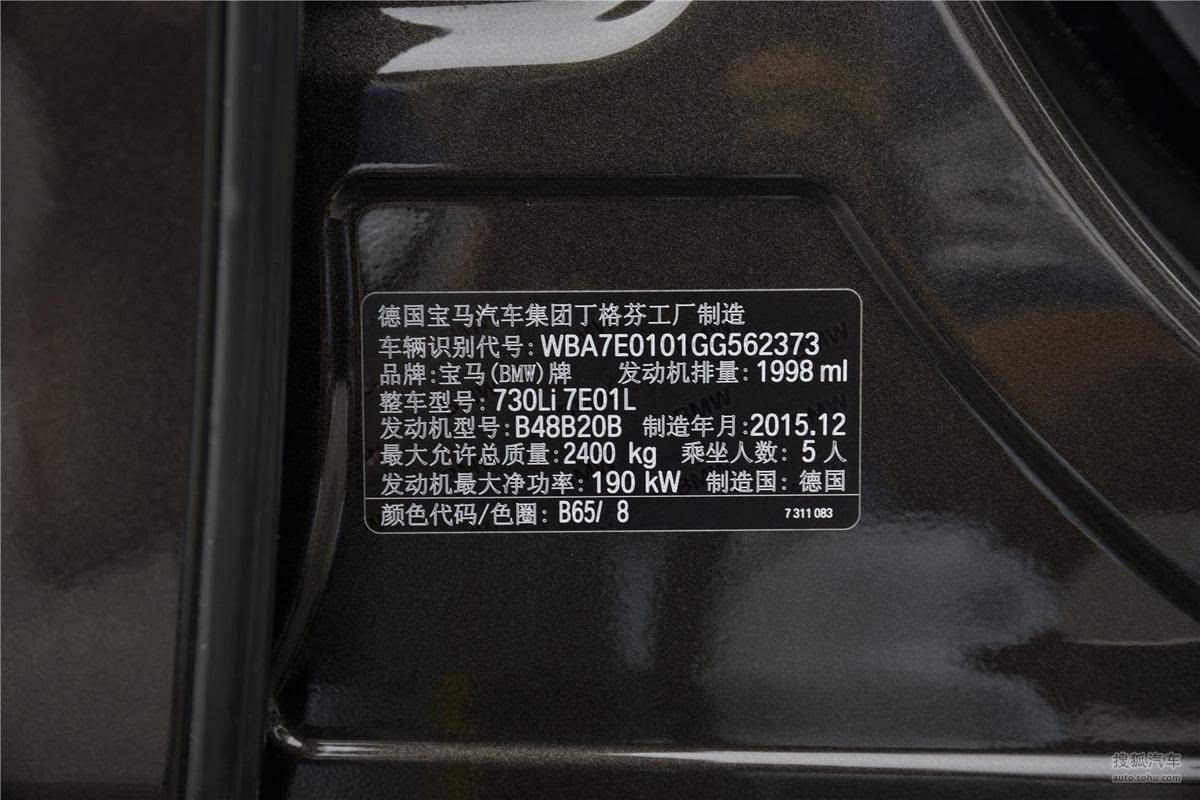 德国宝马汽车集团丁格芬工厂制造
车辆识别代号:WBA7E0101GG562373
品牌:宝马(BMW)牌 发动机排量:1998 ml
整车型号:730Li 7E01L
发动机型号:B48B20B 制造年月:2015.12
最大允许总质量:2400 kg 乘坐人数: 5 人
发动机最大净功率:190 kW 制造国: 德国
颜色代码/色圈: B65/ 8 7 311 083
搜狐汽车
auto.sohu.com